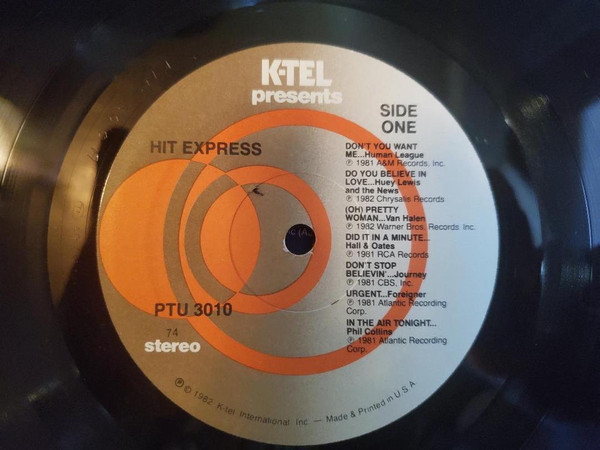 K-TEL
presents
SIDE
ONE
HIT EXPRESS
DON'T YOU WANT
ME...Human League
℗ 1981 A&M Records, Inc.
DO YOU BELIEVE IN
LOVE...Huey Lewis
and the News
℗ 1982 Chrysalis Records
(OH) PRETTY
WOMAN...Van Halen
℗ 1982 Warner Bros. Records Inc.
DID IT IN A MINUTE...
Hall & Oates
℗ 1981 RCA Records
DON'T STOP
BELIEVIN'...Journey
℗ 1981 CBS, Inc.
URGENT...Foreigner
℗ 1981 Atlantic Recording
Corp.
IN THE AIR TONIGHT...
Phil Collins
℗ 1981 Atlantic Recording
Corp.
PTU 3010
74
stereo
℗ © 1982 K-tel International Inc. — Made & Printed in U.S.A